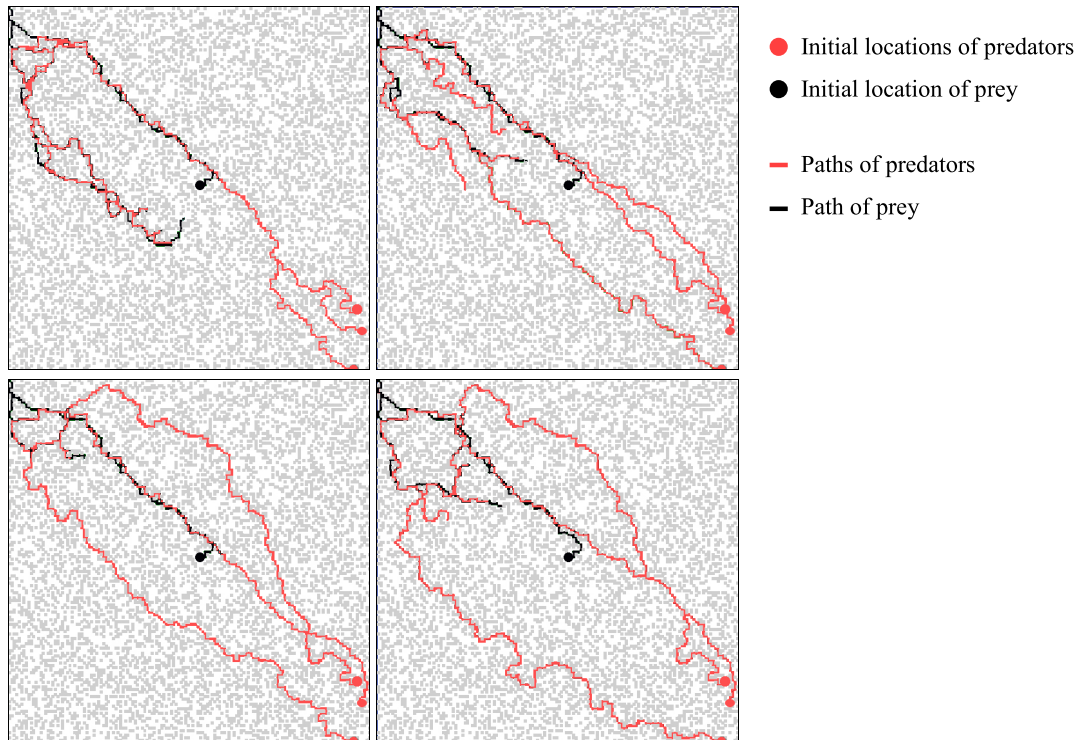 Initial locations of predators
Initial location of prey
Paths of predators
Path of prey